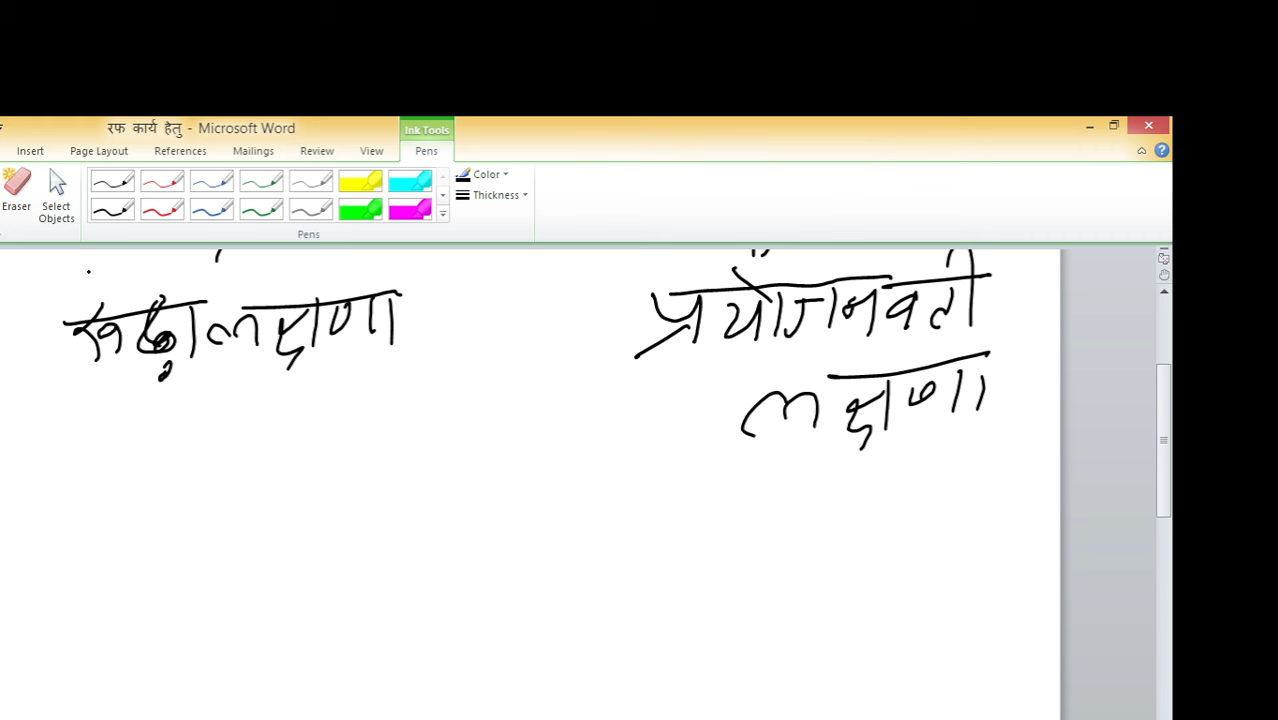 रफ कार्य हेतु - Microsoft Word
Ink Tools
Insert Page Layout References Mailings Review View Pens
Eraser
Select Objects
Color
Thickness
Pens
रूढ़ा लक्षणा
प्रयोजनवती
लक्षणा